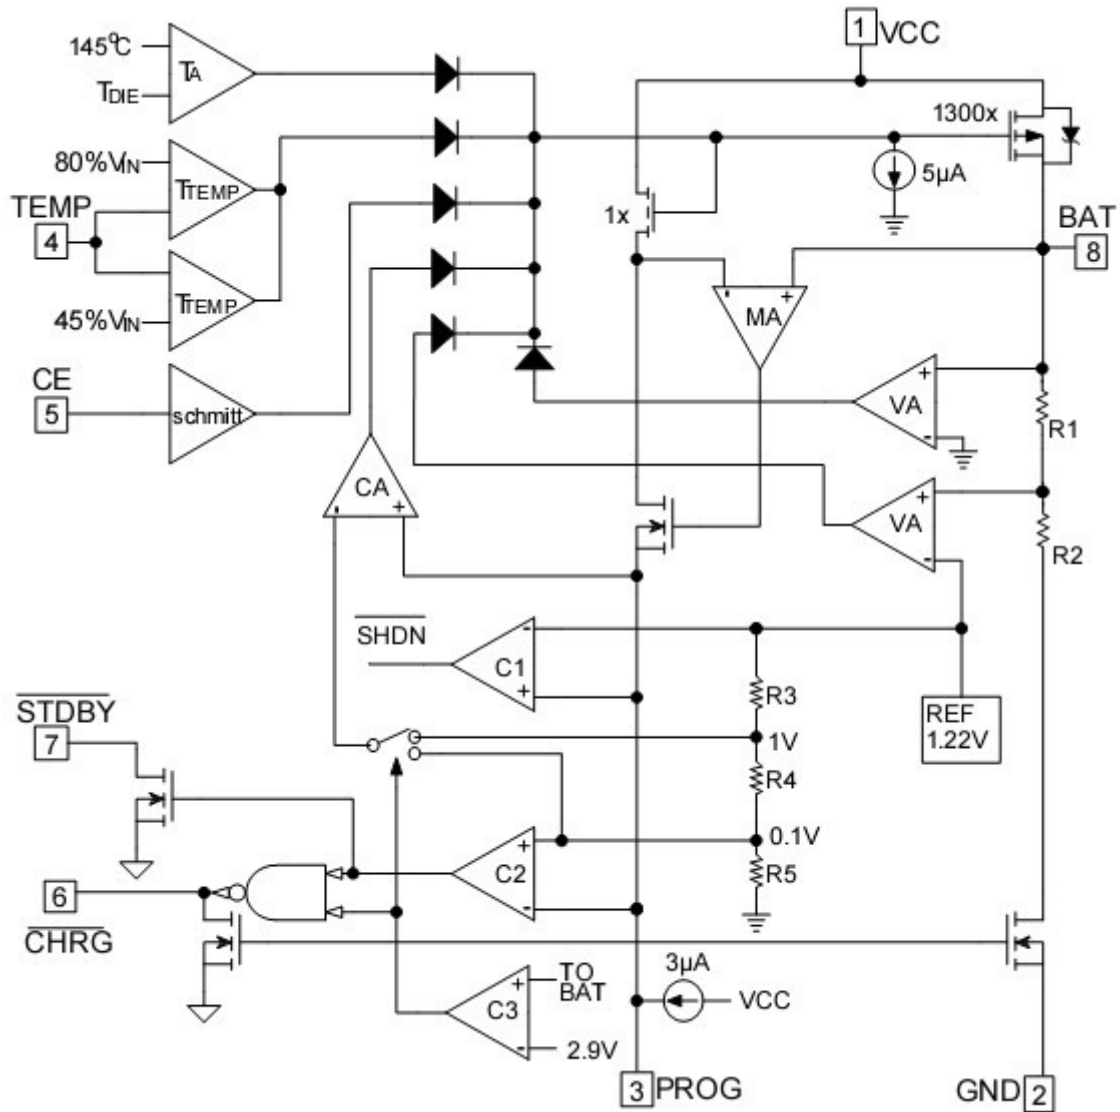 1 VCC
145°C
TA
TDIE
1300x
80%VIN
TTEMP
5µA
TEMP
4
1x
BAT
8
TTEMP
- +
MA
45%VIN
CE
5
schmitt
+
VA
-
R1
CA
- +
+
VA
-
R2
SHDN
-
C1
+
R3
REF
1.22V
STDBY
7
1V
R4
0.1V
+
C2
-
R5
6
CHRG
3µA
VCC
+
C3
-
TO
BAT
2.9V
3 PROG
GND 2